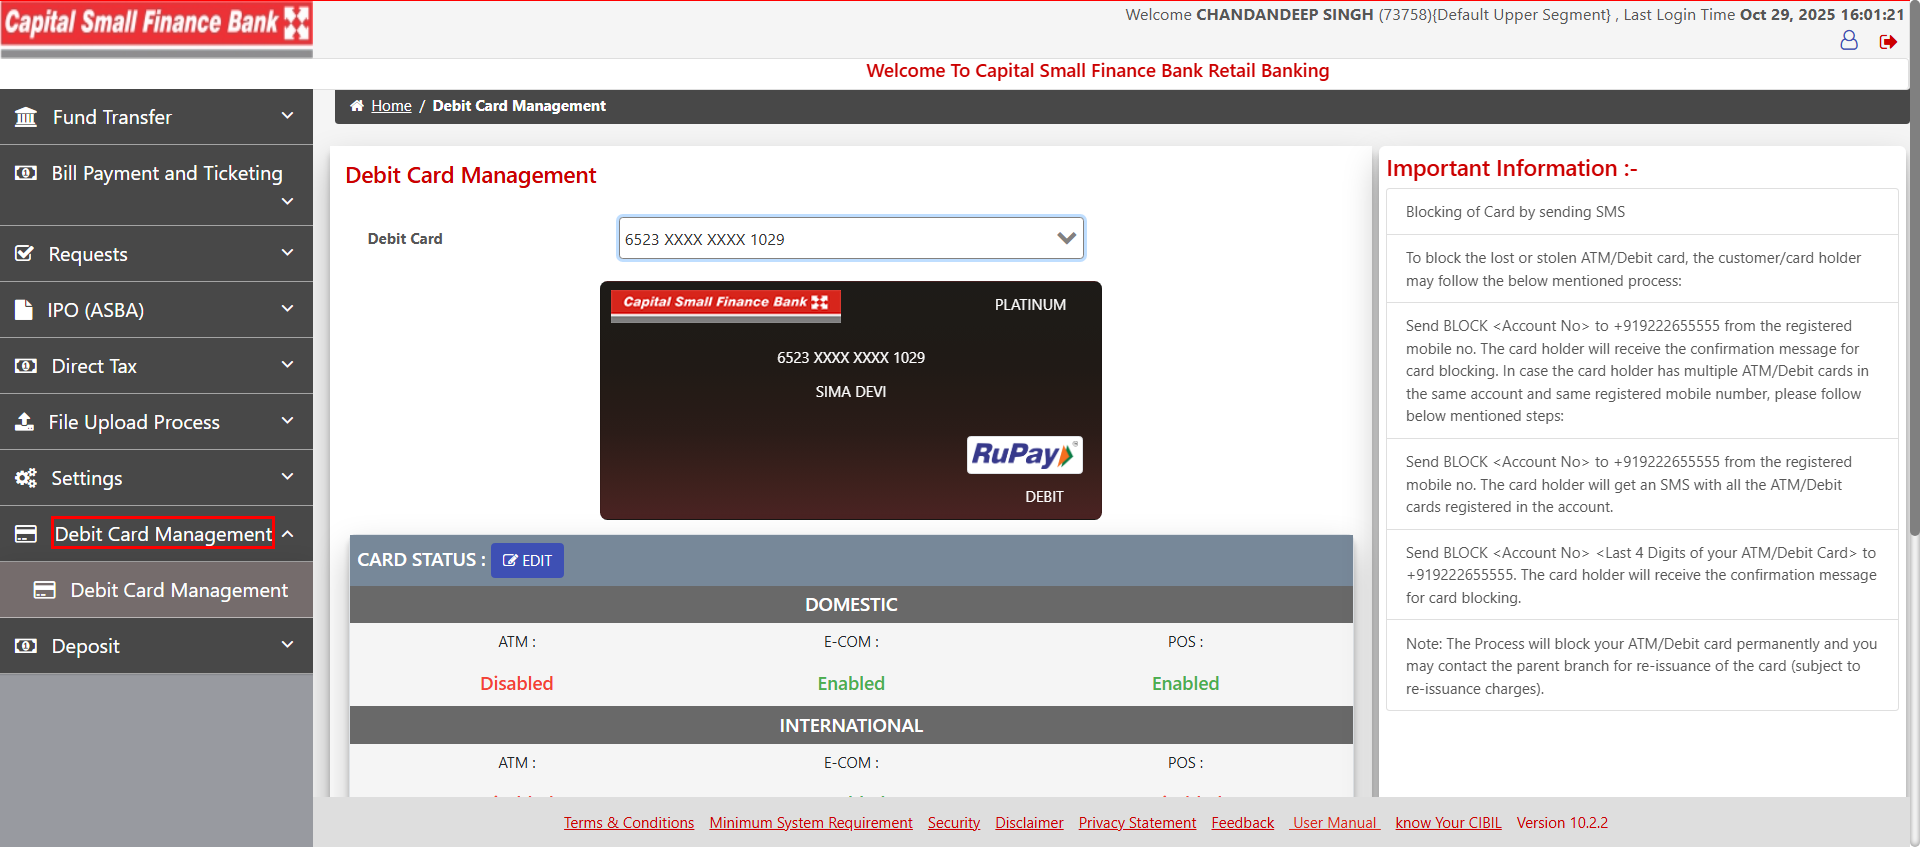 Capital Small Finance Bank
Welcome CHANDANDEEP SINGH (73758){Default Upper Segment} , Last Login Time Oct 29, 2025 16:01:21
Welcome To Capital Small Finance Bank Retail Banking
Fund Transfer
Bill Payment and Ticketing
Requests
IPO (ASBA)
Direct Tax
File Upload Process
Settings
Debit Card Management
Debit Card Management
Deposit
Home / Debit Card Management
Debit Card Management
Debit Card
6523 XXXX XXXX 1029
Capital Small Finance Bank
PLATINUM
6523 XXXX XXXX 1029
SIMA DEVI
RuPay
DEBIT
CARD STATUS : EDIT
DOMESTIC
ATM : E-COM : POS :
Disabled Enabled Enabled
INTERNATIONAL
ATM : E-COM : POS :
Important Information :-
Blocking of Card by sending SMS
To block the lost or stolen ATM/Debit card, the customer/card holder
may follow the below mentioned process:
Send BLOCK <Account No> to +919222655555 from the registered
mobile no. The card holder will receive the confirmation message for
card blocking. In case the card holder has multiple ATM/Debit cards in
the same account and same registered mobile number, please follow
below mentioned steps:
Send BLOCK <Account No> to +919222655555 from the registered
mobile no. The card holder will get an SMS with all the ATM/Debit
cards registered in the account.
Send BLOCK <Account No> <Last 4 Digits of your ATM/Debit Card> to
+919222655555. The card holder will receive the confirmation message
for card blocking.
Note: The Process will block your ATM/Debit card permanently and you
may contact the parent branch for re-issuance of the card (subject to
re-issuance charges).
Terms & Conditions Minimum System Requirement Security Disclaimer Privacy Statement Feedback User Manual know Your CIBIL Version 10.2.2